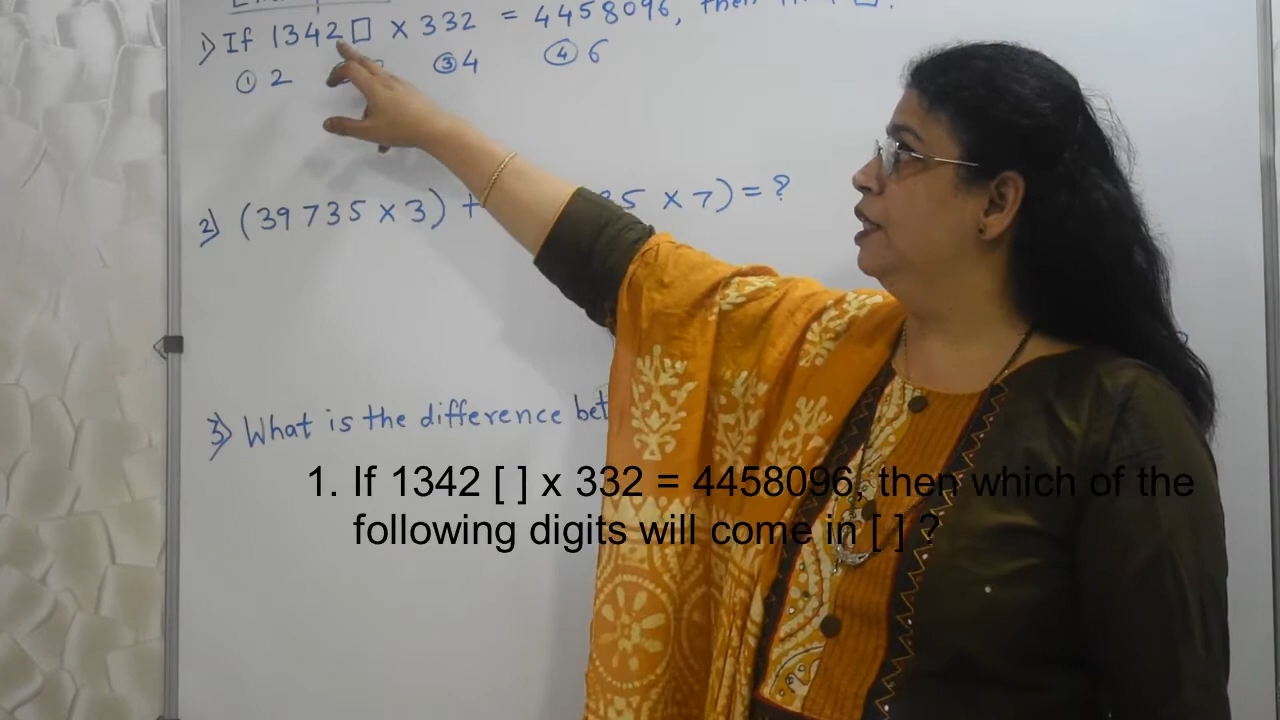 1) If 1342□ x 332 = 4458096, then
① 2 ③ 4 ④ 6
2) (39735 x 3) + 35 x 7) = ?
3) What is the difference bet
1. If 1342 [ ] x 332 = 4458096, then which of the
following digits will come in [ ] ?